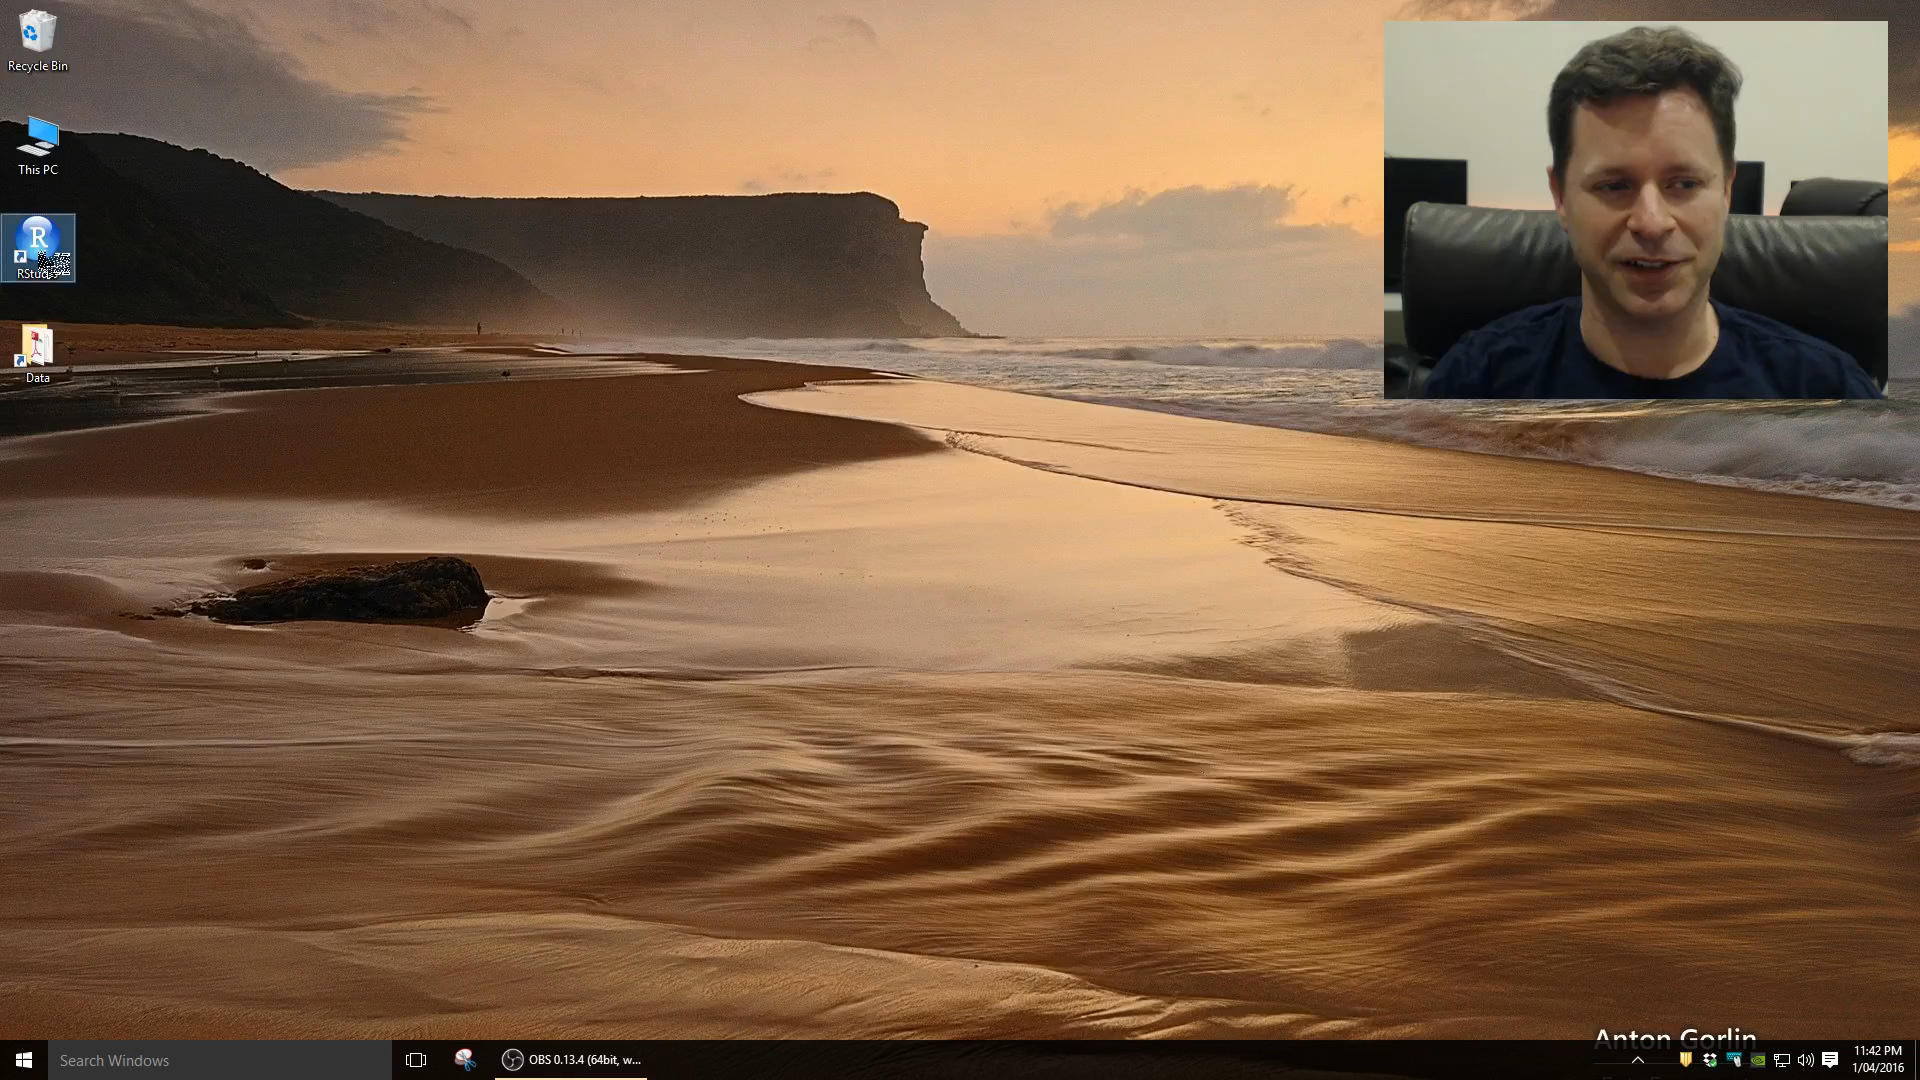 Recycle Bin
This PC
R
Data
Anton Gorlin
Search Windows
OBS 0.13.4 (64bit, w...
11:42 PM
1/04/2016